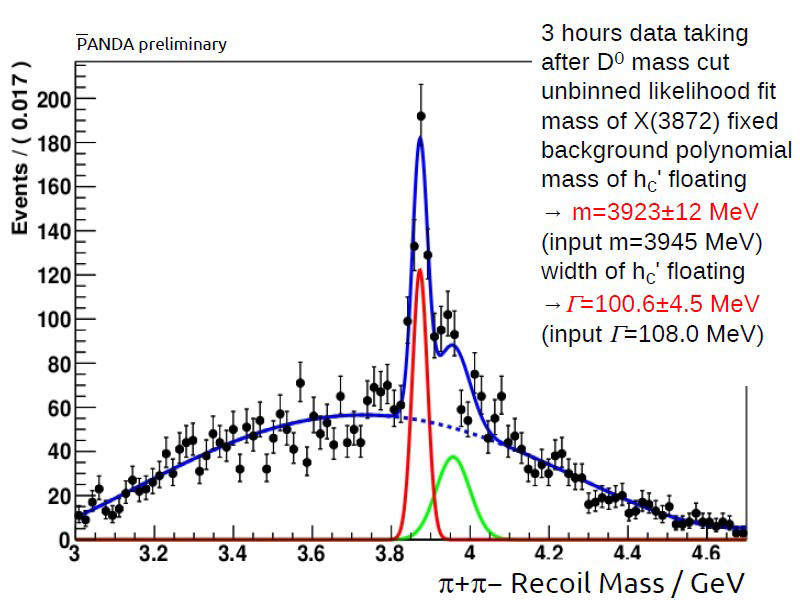 P̅ANDA preliminary
3 hours data taking
after D⁰ mass cut
unbinned likelihood fit
mass of X(3872) fixed
background polynomial
mass of h_C' floating
→ m=3923±12 MeV
(input m=3945 MeV)
width of h_C' floating
→Γ=100.6±4.5 MeV
(input Γ=108.0 MeV)
Events / ( 0.017 )
200
180
160
140
120
100
80
60
40
20
0
3 3.2 3.4 3.6 3.8 4 4.2 4.4 4.6
π+π− Recoil Mass / GeV